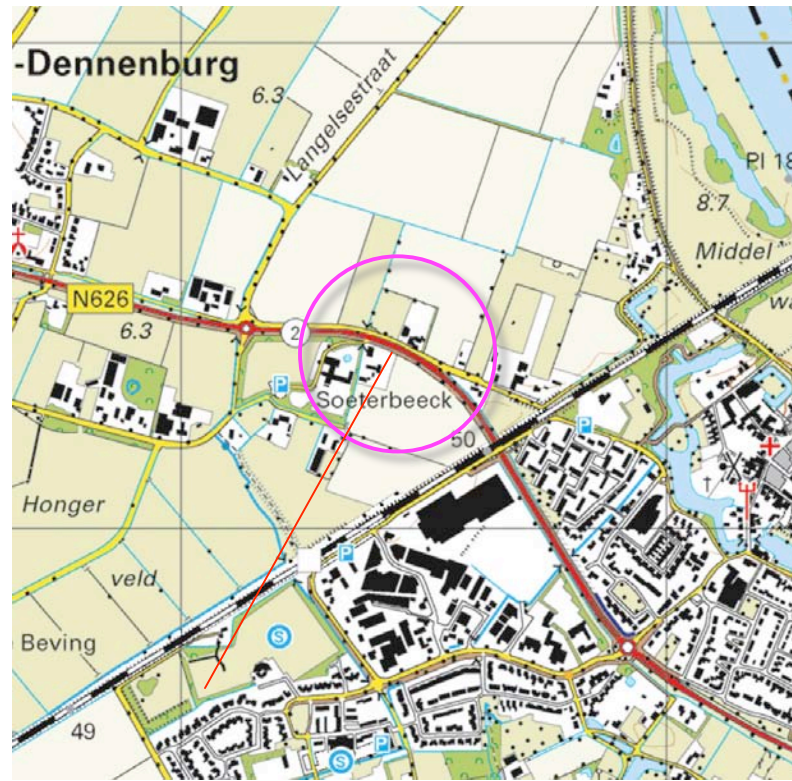 -Dennenburg
6.3
Langelsestraat
Pl 18
8.7
Middel
wa
N626
2
6.3
P
Soeterbeeck
50
P
Honger
P
veld
S
Beving
49
P
S